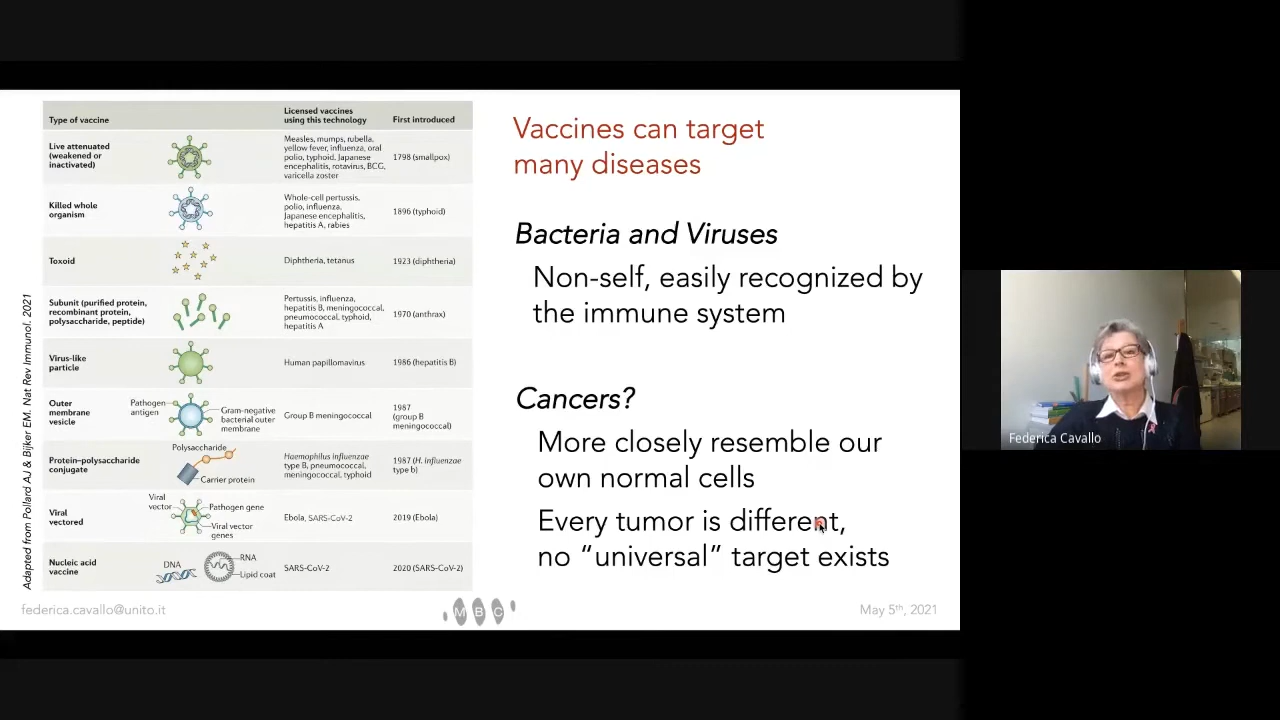 Type of vaccine
Licensed vaccines
using this technology
First introduced
Live attenuated
(weakened or
inactivated)
Measles, mumps, rubella,
yellow fever, influenza, oral
polio, typhoid, Japanese
encephalitis, rotavirus, BCG,
varicella zoster
1798 (smallpox)
Killed whole
organism
Whole-cell pertussis,
polio, influenza,
Japanese encephalitis,
hepatitis A, rabies
1896 (typhoid)
Toxoid
Diphtheria, tetanus
1923 (diphtheria)
Subunit (purified protein,
recombinant protein,
polysaccharide, peptide)
Pertussis, influenza,
hepatitis B, meningococcal,
pneumococcal, typhoid,
hepatitis A
1970 (anthrax)
Virus-like
particle
Human papillomavirus
1986 (hepatitis B)
Outer
membrane
vesicle
Pathogen
antigen
Gram-negative
bacterial outer
membrane
Group B meningococcal
1987
(group B
meningococcal)
Protein–polysaccharide
conjugate
Polysaccharide
Carrier protein
Haemophilus influenzae
type B, pneumococcal,
meningococcal, typhoid
1987 (H. influenzae
type b)
Viral
vectored
Viral
vector
Pathogen gene
Viral vector
genes
Ebola, SARS-CoV-2
2019 (Ebola)
Nucleic acid
vaccine
DNA
RNA
Lipid coat
SARS-CoV-2
2020 (SARS-CoV-2)
Adapted from Pollard AJ & Bijker EM. Nat Rev Immunol. 2021
Vaccines can target
many diseases
Bacteria and Viruses
Non-self, easily recognized by
the immune system
Cancers?
More closely resemble our
own normal cells
Every tumor is different,
no “universal” target exists
federica.cavallo@unito.it
MBC
May 5th, 2021
Federica Cavallo